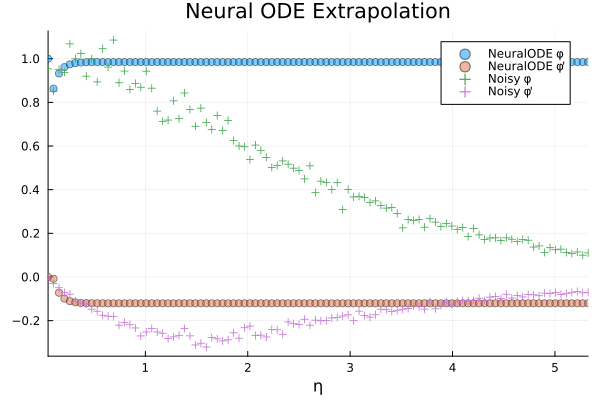 Neural ODE Extrapolation
NeuralODE φ
NeuralODE φ'
Noisy φ
Noisy φ'
1.0
0.8
0.6
0.4
0.2
0.0
−0.2
1 2 3 4 5
η